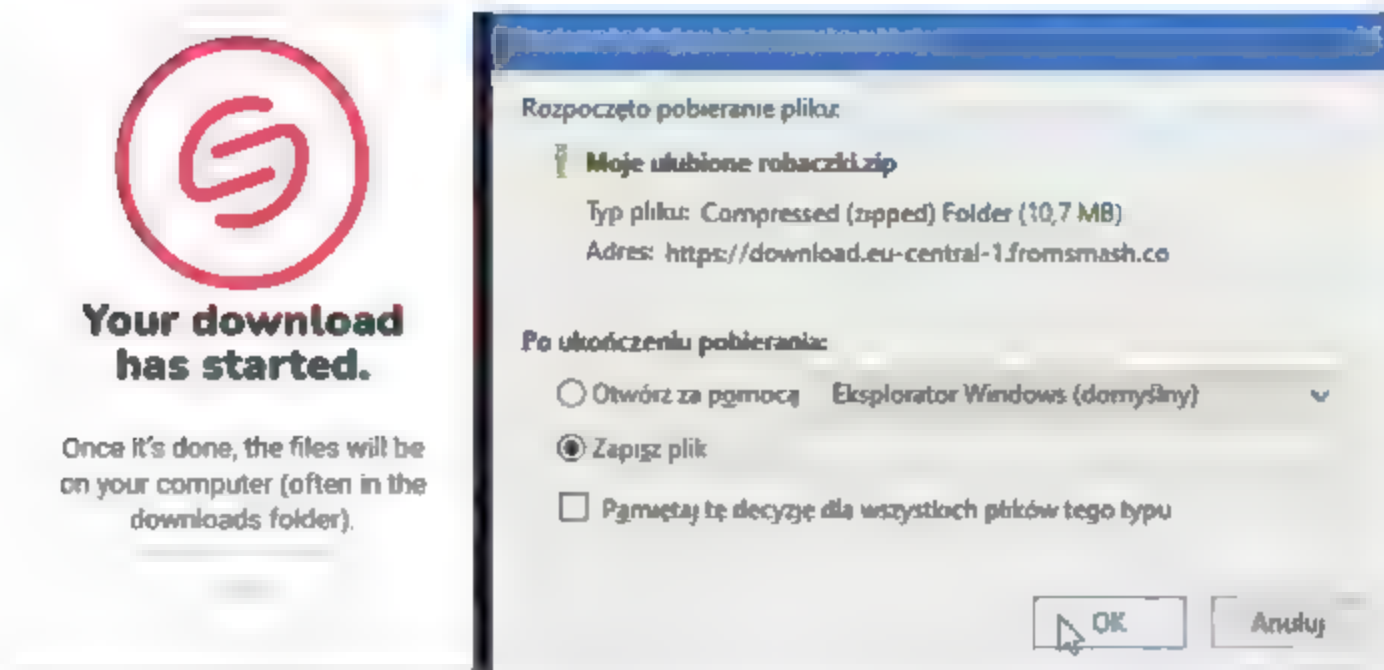 Your download
has started.
Once it's done, the files will be
on your computer (often in the
downloads folder).
Rozpoczęto pobieranie pliku:
Moje ulubione robaczki.zip
Typ pliku: Compressed (zipped) Folder (10,7 MB)
Adres: https://download.eu-central-1.fromsmash.co
Po ukończeniu pobierania:
Otwórz za pomocą Eksplorator Windows (domyślny)
Zapisz plik
Pamiętaj tę decyzję dla wszystkich plików tego typu
OK Anuluj